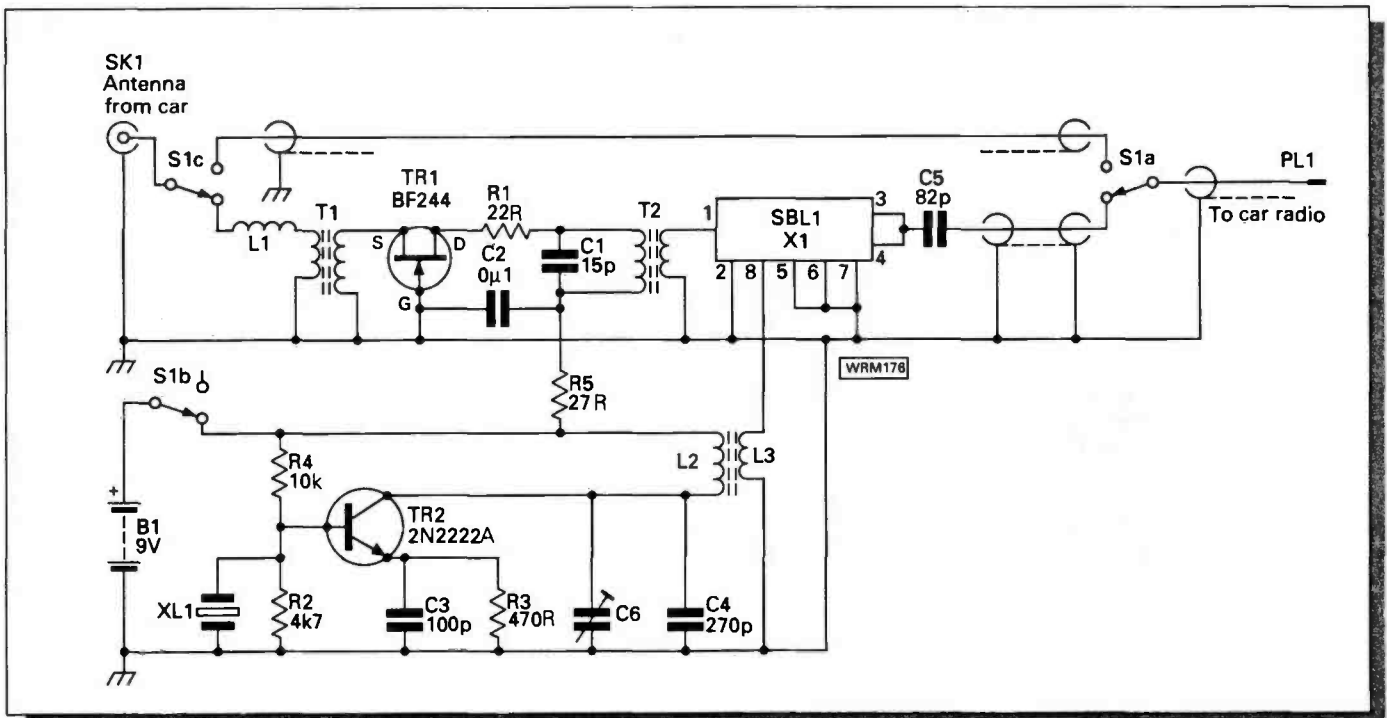 SK1
Antenna
from car
S1c
L1
T1
TR1
BF244
S
D
G
R1
22R
C2
0µ1
C1
15p
T2
1
SBL1
X1
3
4
2
8
5
6
7
C5
82p
S1a
PL1
To car radio
WRM176
S1b
R5
27R
R4
10k
L2
L3
+
B1
9V
TR2
2N2222A
XL1
R2
4k7
C3
100p
R3
470R
C6
C4
270p